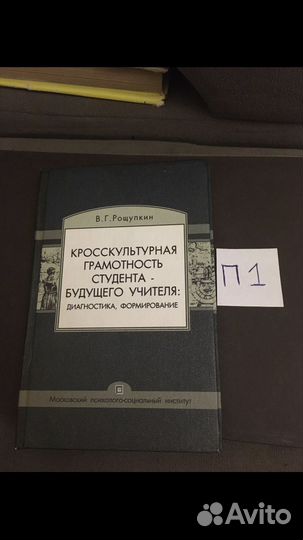 В.Г.Рощупкин
КРОССКУЛЬТУРНАЯ
ГРАМОТНОСТЬ
СТУДЕНТА -
БУДУЩЕГО УЧИТЕЛЯ:
ДИАГНОСТИКА, ФОРМИРОВАНИЕ
Московский психолого-социальный институт
П1
Avito